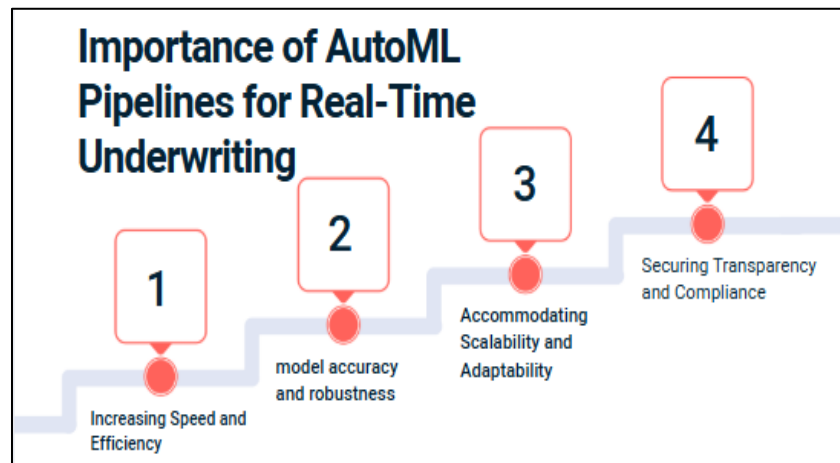 Importance of AutoML
Pipelines for Real-Time
Underwriting
1
Increasing Speed and
Efficiency
2
model accuracy
and robustness
3
Accommodating
Scalability and
Adaptability
4
Securing Transparency
and Compliance